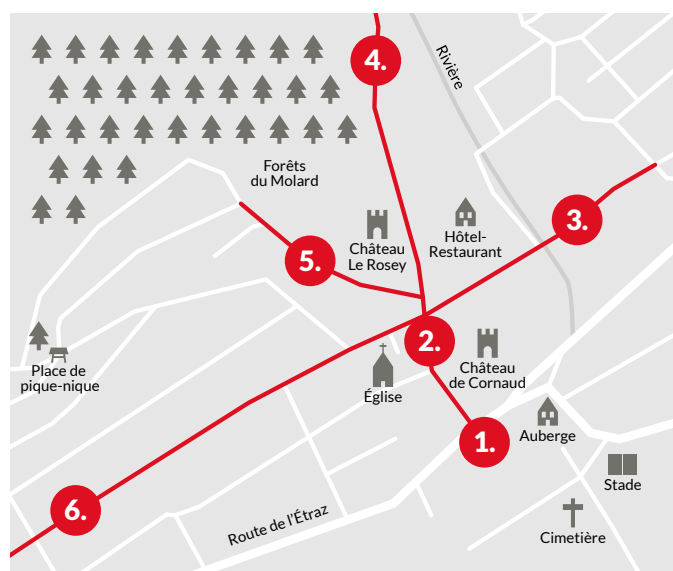 4.
Rivière
Forêts
du Molard
3.
Hôtel-
Restaurant
Château
Le Rosey
5.
2.
Place de
pique-nique
Église
Château
de Cornaud
1.
Auberge
Stade
6.
Route de l'Étraz
Cimetière